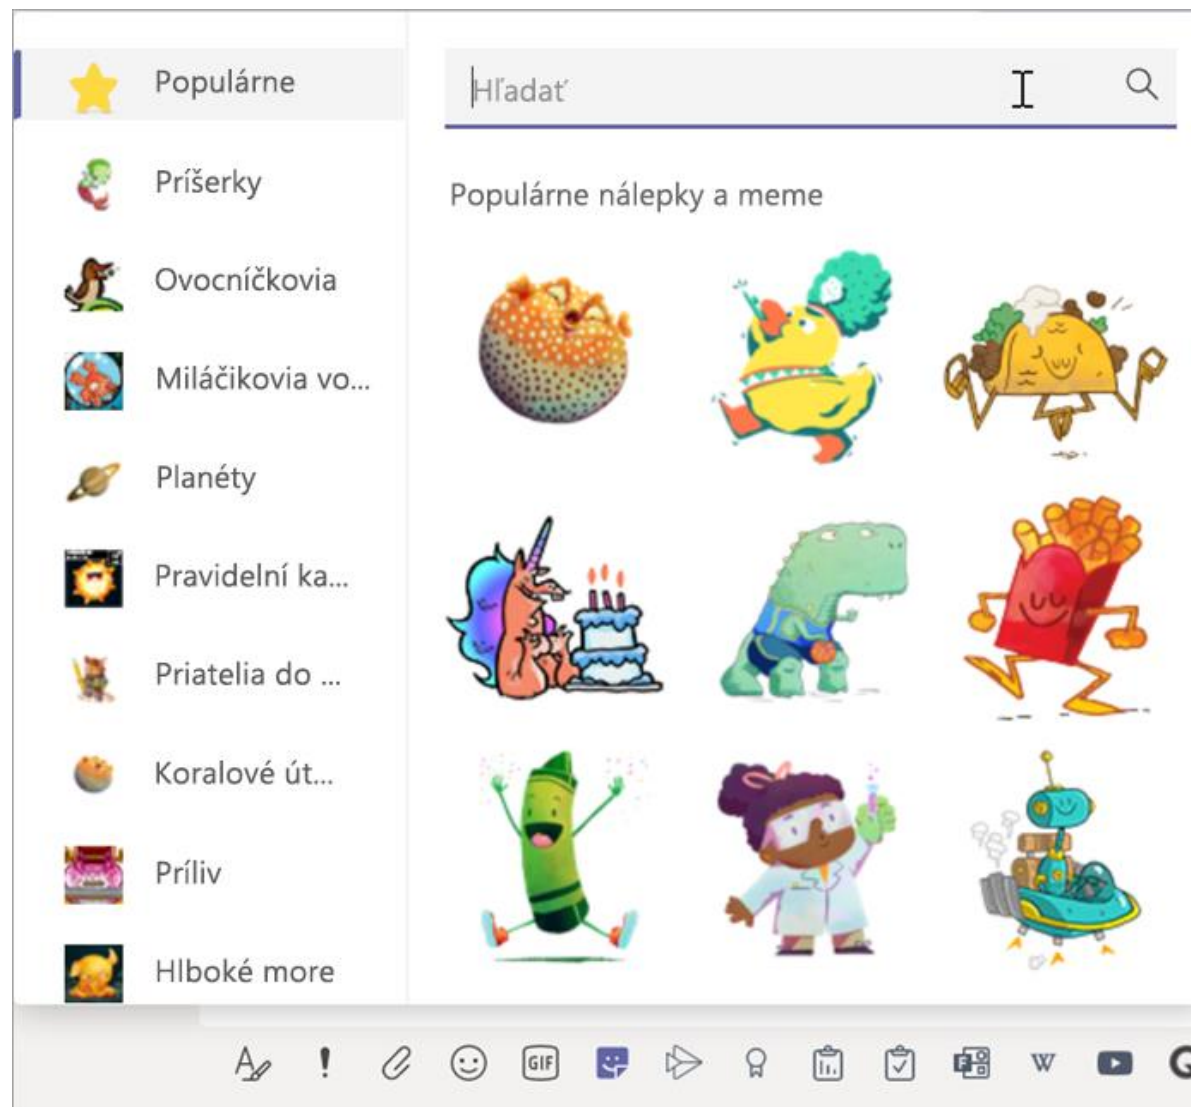 Populárne
Príšerky
Ovocníčkovia
Miláčikovia vo...
Planéty
Pravidelní ka...
Priatelia do ...
Koralové út...
Príliv
Hlboké more
Hľadať
Populárne nálepky a meme
GIF
W